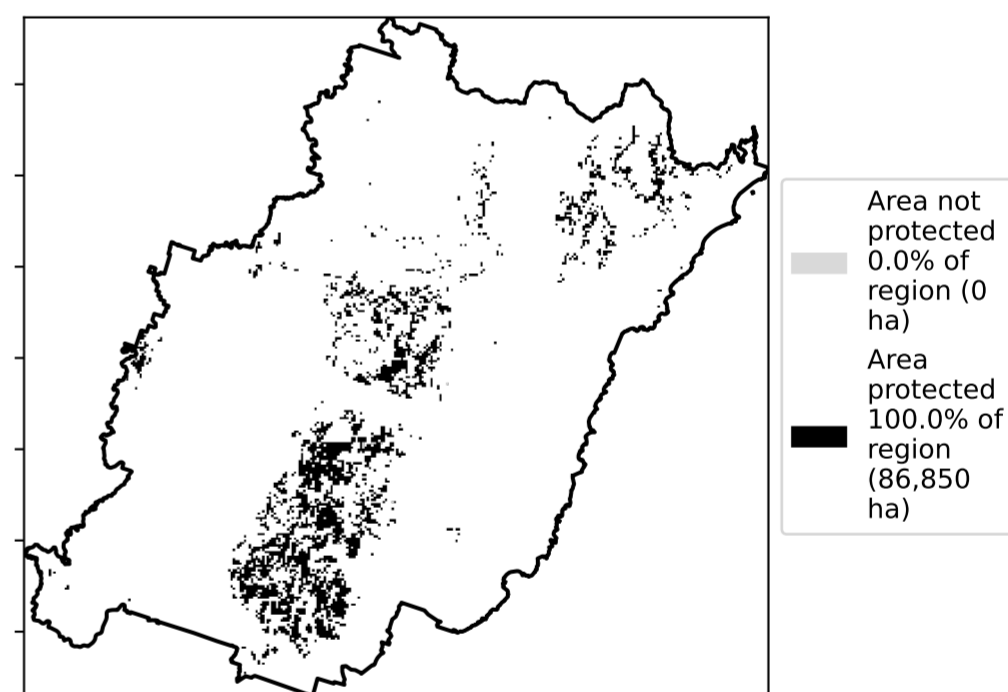 Area not
protected
0.0% of
region (0
ha)
Area
protected
100.0% of
region
(86,850
ha)